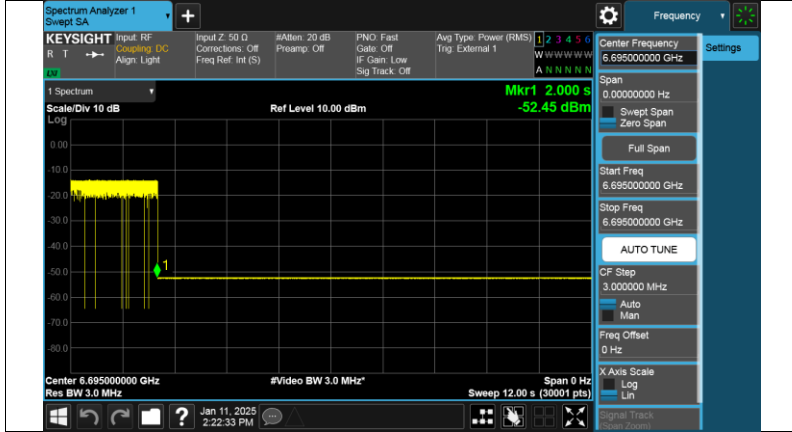 Spectrum Analyzer 1
Swept SA
+
Frequency
KEYSIGHT
R T
LU
Input: RF
Coupling: DC
Align: Light
Input Z: 50 Ω
Corrections: Off
Freq Ref: Int (S)
#Atten: 20 dB
Preamp: Off
PNO: Fast
Gate: Off
IF Gain: Low
Sig Track: Off
Avg Type: Power (RMS)
Trig: External 1
1 2 3 4 5 6
W W W W W W
A N N N N N
1 Spectrum
Scale/Div 10 dB
Log
Ref Level 10.00 dBm
Mkr1 2.000 s
-52.45 dBm
0.00
-10.0
-20.0
-30.0
-40.0
-50.0
-60.0
-70.0
-80.0
1
Center 6.695000000 GHz
Res BW 3.0 MHz
#Video BW 3.0 MHz*
Span 0 Hz
Sweep 12.00 s (30001 pts)
Jan 11, 2025
2:22:33 PM
?
Center Frequency
6.695000000 GHz
Settings
Span
0.00000000 Hz
Swept Span
Zero Span
Full Span
Start Freq
6.695000000 GHz
Stop Freq
6.695000000 GHz
AUTO TUNE
CF Step
3.000000 MHz
Auto
Man
Freq Offset
0 Hz
X Axis Scale
Log
Lin
Signal Track
(Span Zoom)